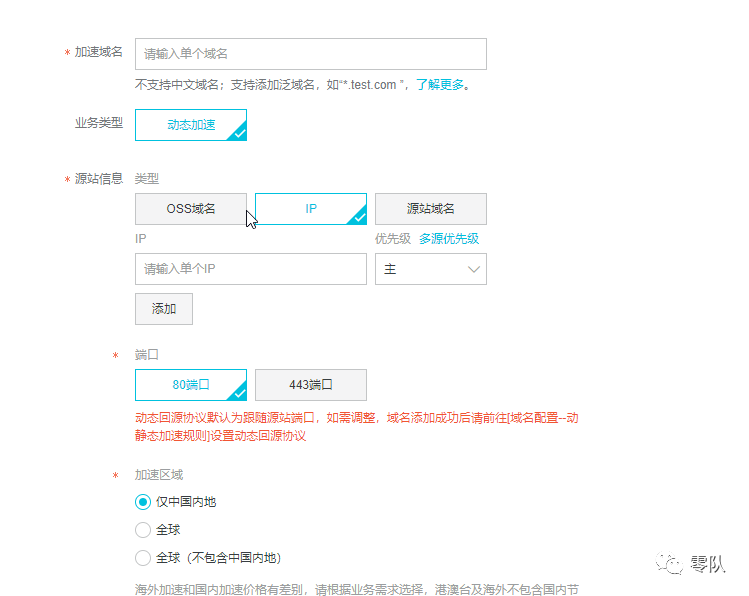 * 加速域名 请输入单个域名
不支持中文域名；支持添加泛域名，如“*.test.com ”，了解更多。
业务类型 动态加速
* 源站信息 类型
OSS域名 IP 源站域名
IP 优先级 多源优先级
请输入单个IP 主
添加
* 端口
80端口 443端口
动态回源协议默认为跟随源站端口，如需调整，域名添加成功后请前往[域名配置--动
静态加速规则]设置动态回源协议
* 加速区域
仅中国内地
全球
全球（不包含中国内地）
零队
海外加速和国内加速价格有差别，请根据业务需求选择，港澳台及海外不包含国内节